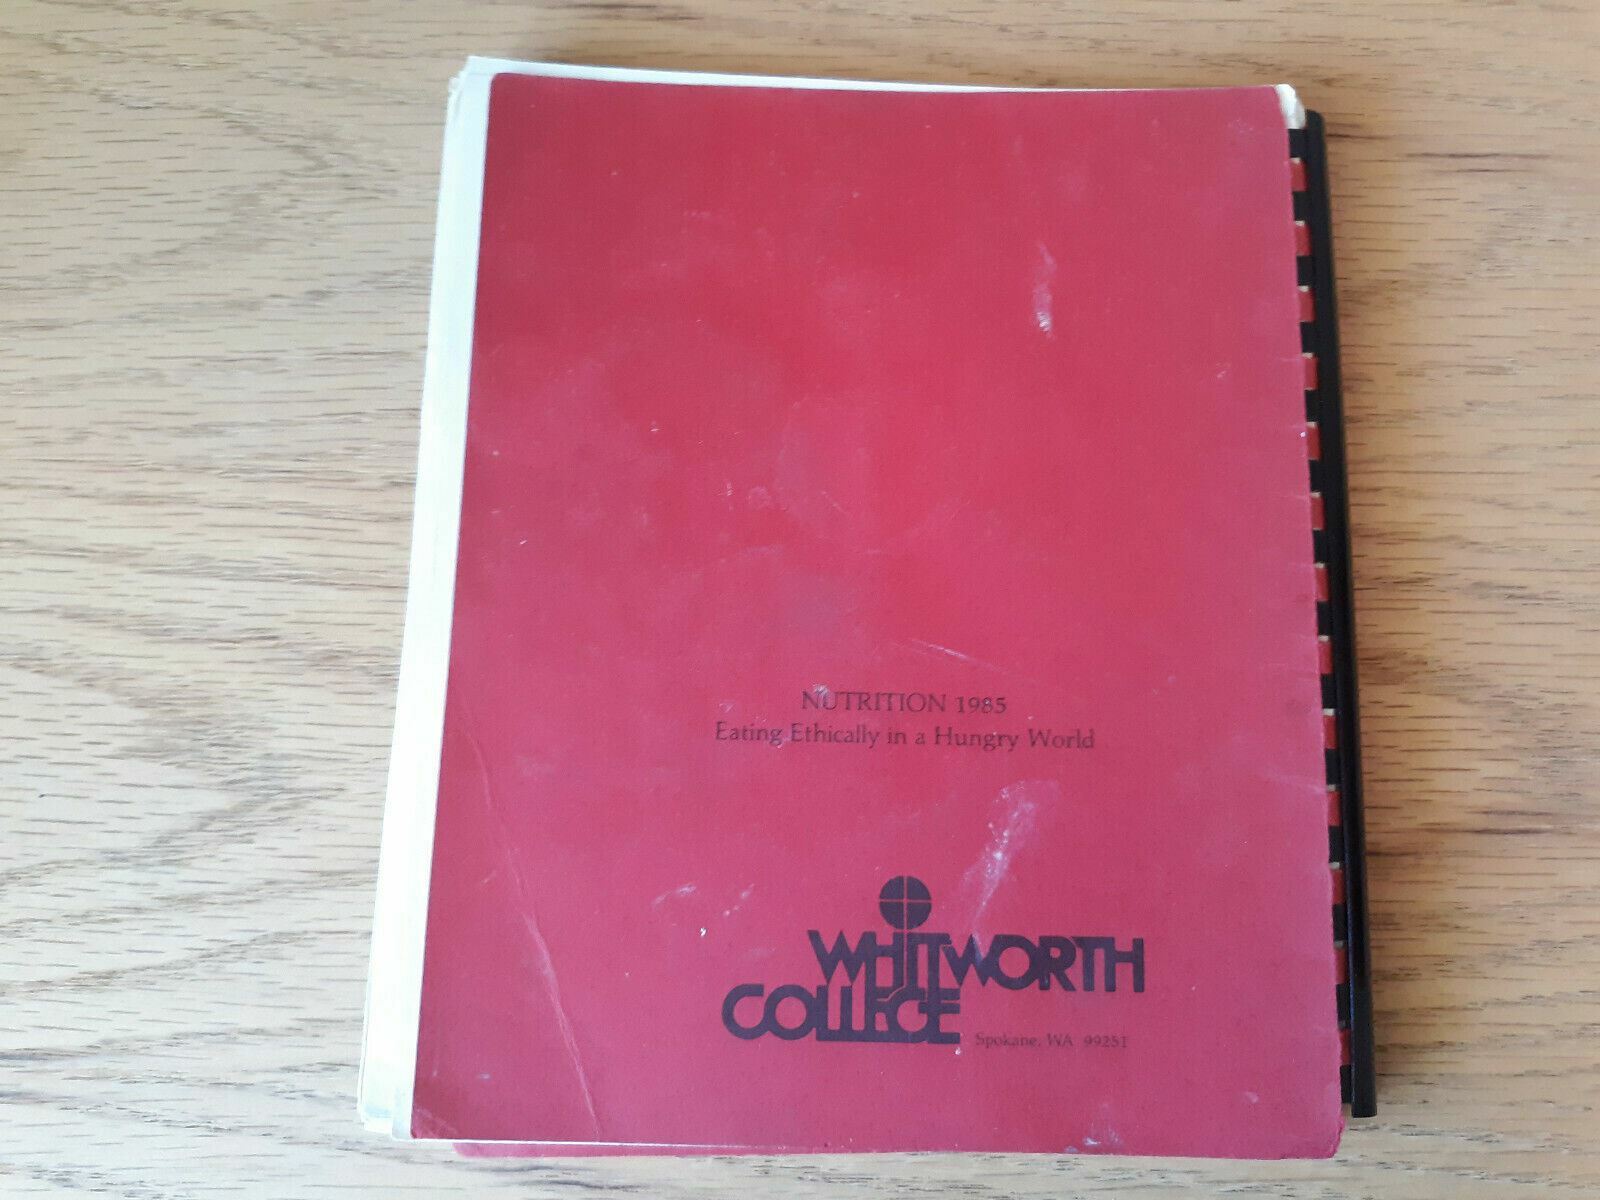 NUTRITION 1985
Eating Ethically in a Hungry World
WHITWORTH
COLLEGE
Spokane, WA 99251